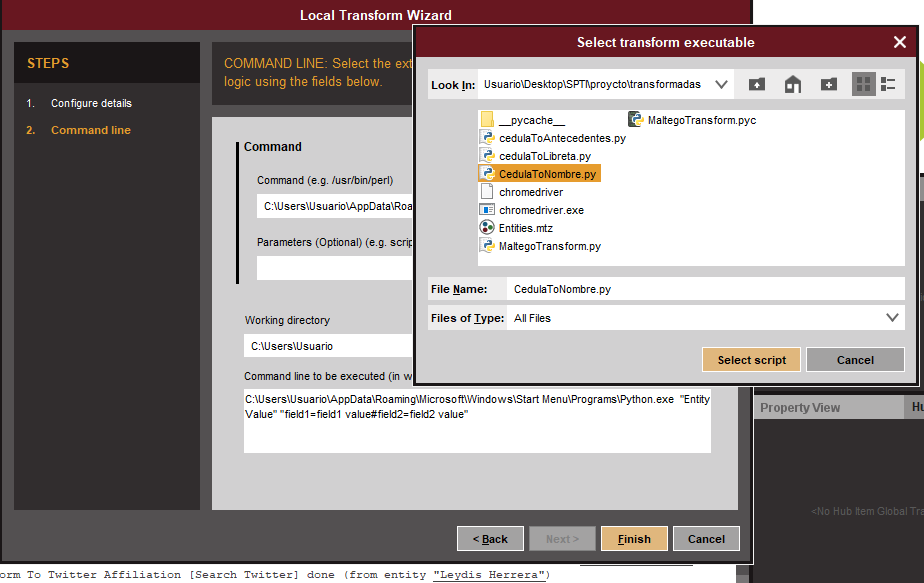 Local Transform Wizard
STEPS
1. Configure details
2. Command line
COMMAND LINE: Select the ext
logic using the fields below.
Command
Command (e.g. /usr/bin/perl)
C:\Users\Usuario\AppData\Roa
Parameters (Optional) (e.g. scrip
Working directory
C:\Users\Usuario
Command line to be executed (in w
C:\Users\Usuario\AppData\Roaming\Microsoft\Windows\Start Menu\Programs\Python.exe "Entity
Value" "field1=field1 value#field2=field2 value"
< Back
Next >
Finish
Cancel
Select transform executable
Look In: Usuario\Desktop\SPTI\proycto\transformadas
__pycache__
cedulaToAntecedentes.py
cedulaToLibreta.py
CedulaToNombre.py
chromedriver
chromedriver.exe
Entities.mtz
MaltegoTransform.py
MaltegoTransform.pyc
File Name: CedulaToNombre.py
Files of Type: All Files
Select script
Cancel
Property View
Hu
<No Hub Item Global Tra
orm To Twitter Affiliation [Search Twitter] done (from entity "Leydis Herrera")